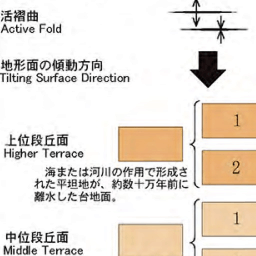 活褶曲
Active Fold
地形面の傾動方向
Tilting Surface Direction
上位段丘面
Higher Terrace
海または河川の作用で形成さ
れた平坦地が、約数十万年前に
離水した台地面。
1
2
中位段丘面
Middle Terrace
1